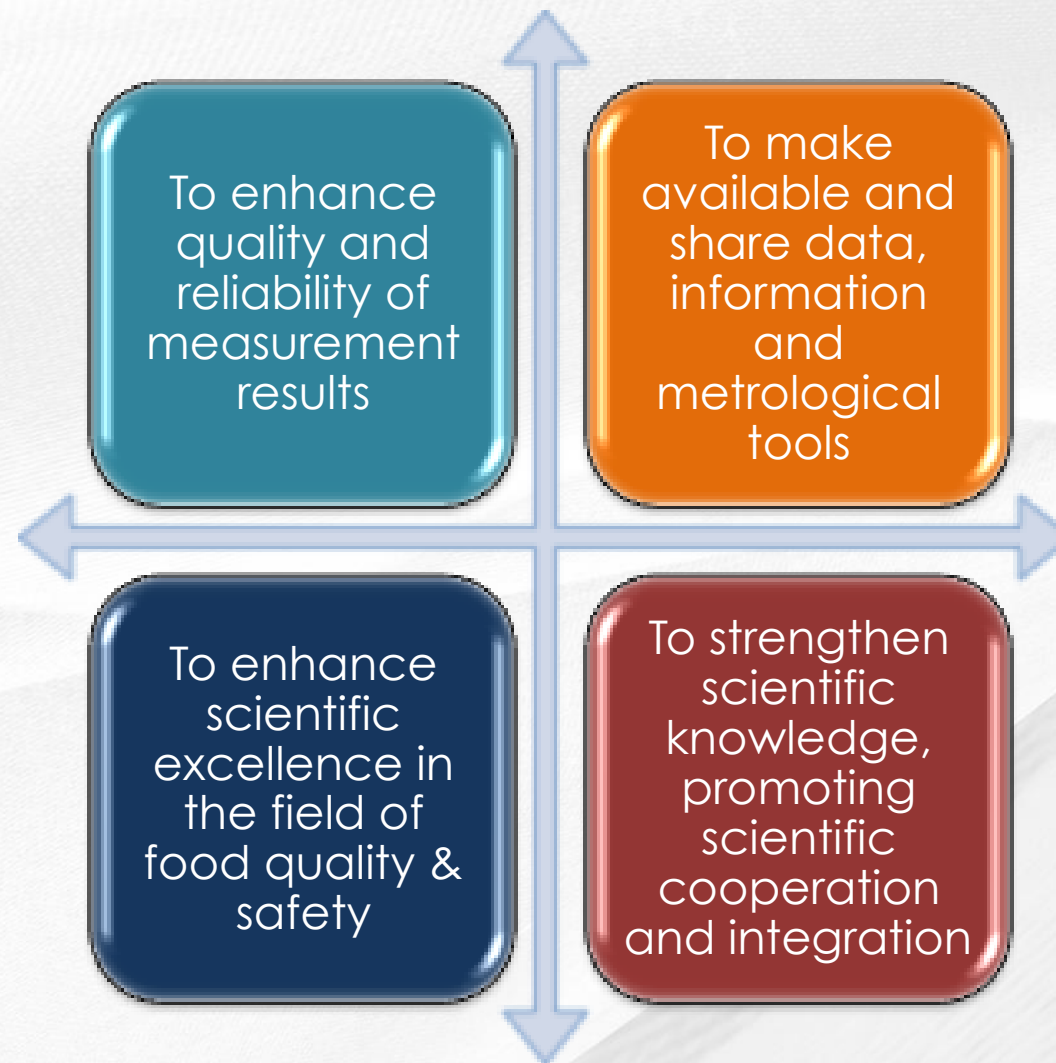 To enhance
quality and
reliability of
measurement
results
To make
available and
share data,
information
and
metrological
tools
To enhance
scientific
excellence in
the field of
food quality &
safety
To strengthen
scientific
knowledge,
promoting
scientific
cooperation
and integration